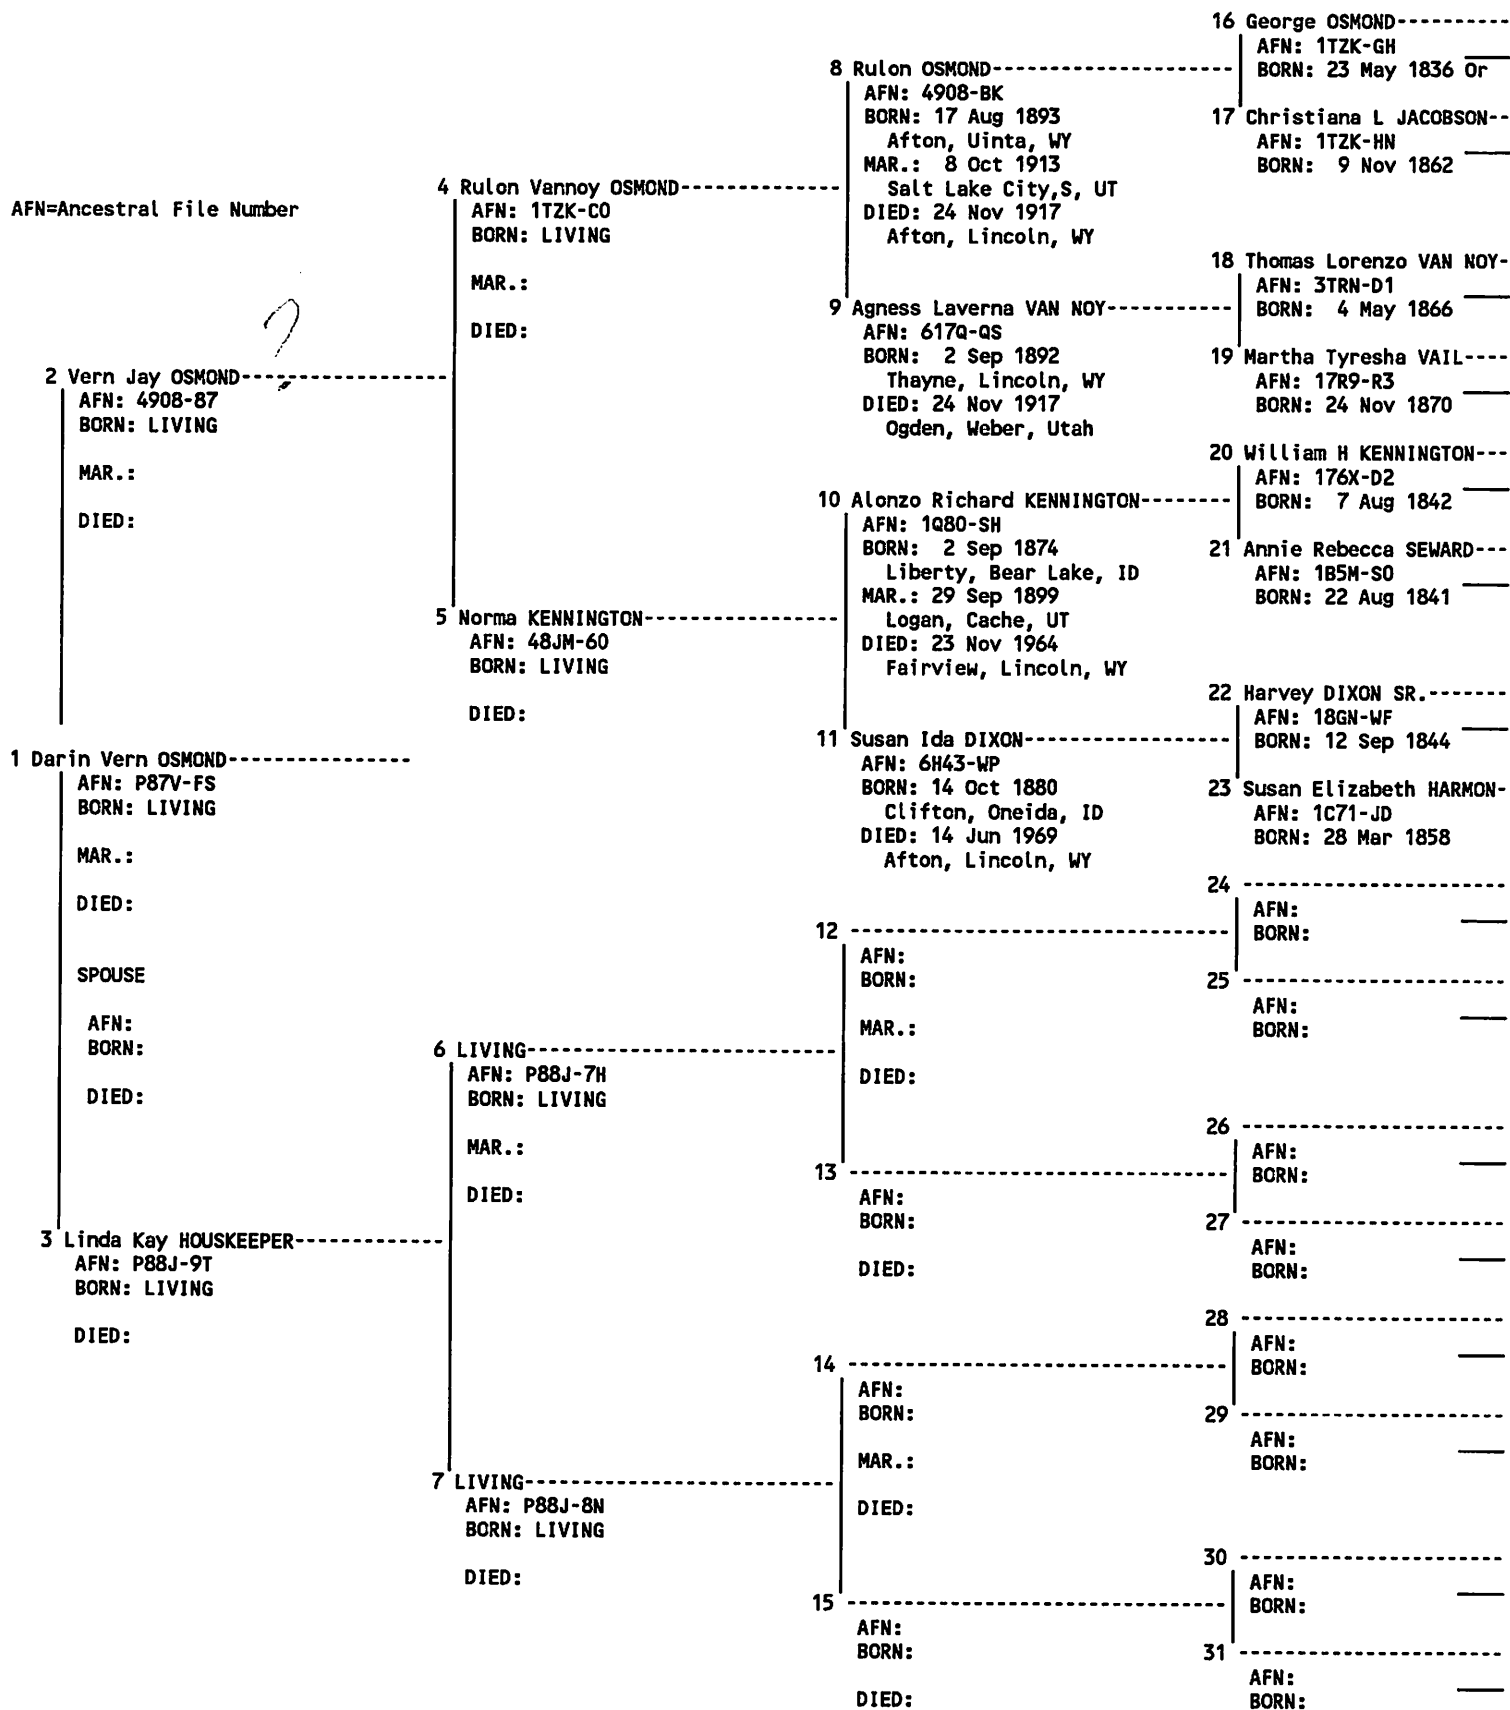 AFN=Ancestral File Number
?
1 Darin Vern OSMOND---------------
AFN: P87V-FS
BORN: LIVING
MAR.:
DIED:
SPOUSE
AFN:
BORN:
DIED:
2 Vern Jay OSMOND-----------------
AFN: 4908-87
BORN: LIVING
MAR.:
DIED:
3 Linda Kay HOUSKEEPER------------
AFN: P88J-9T
BORN: LIVING
DIED:
4 Rulon Vannoy OSMOND-------------
AFN: 1TZK-CO
BORN: LIVING
MAR.:
DIED:
5 Norma KENNINGTON----------------
AFN: 48JM-60
BORN: LIVING
DIED:
6 LIVING--------------------------
AFN: P88J-7H
BORN: LIVING
MAR.:
DIED:
7 LIVING--------------------------
AFN: P88J-8N
BORN: LIVING
DIED:
8 Rulon OSMOND--------------------
AFN: 4908-BK
BORN: 17 Aug 1893
Afton, Uinta, WY
MAR.: 8 Oct 1913
Salt Lake City,S, UT
DIED: 24 Nov 1917
Afton, Lincoln, WY
9 Agness Laverna VAN NOY----------
AFN: 617Q-QS
BORN: 2 Sep 1892
Thayne, Lincoln, WY
DIED: 24 Nov 1917
Ogden, Weber, Utah
10 Alonzo Richard KENNINGTON-------
AFN: 1Q80-SH
BORN: 2 Sep 1874
Liberty, Bear Lake, ID
MAR.: 29 Sep 1899
Logan, Cache, UT
DIED: 23 Nov 1964
Fairview, Lincoln, WY
11 Susan Ida DIXON-----------------
AFN: 6H43-WP
BORN: 14 Oct 1880
Clifton, Oneida, ID
DIED: 14 Jun 1969
Afton, Lincoln, WY
12 --------------------------------
AFN:
BORN:
MAR.:
DIED:
13 --------------------------------
AFN:
BORN:
DIED:
14 --------------------------------
AFN:
BORN:
MAR.:
DIED:
15 --------------------------------
AFN:
BORN:
DIED:
16 George OSMOND---------
AFN: 1TZK-GH
BORN: 23 May 1836 Or
17 Christiana L JACOBSON--
AFN: 1TZK-HN
BORN: 9 Nov 1862
18 Thomas Lorenzo VAN NOY-
AFN: 3TRN-D1
BORN: 4 May 1866
19 Martha Tyresha VAIL----
AFN: 17R9-R3
BORN: 24 Nov 1870
20 William H KENNINGTON---
AFN: 176X-D2
BORN: 7 Aug 1842
21 Annie Rebecca SEWARD---
AFN: 1B5M-SO
BORN: 22 Aug 1841
22 Harvey DIXON SR.-------
AFN: 18GN-WF
BORN: 12 Sep 1844
23 Susan Elizabeth HARMON-
AFN: 1C71-JD
BORN: 28 Mar 1858
24 -----------------------
AFN:
BORN:
25 -----------------------
AFN:
BORN:
26 -----------------------
AFN:
BORN:
27 -----------------------
AFN:
BORN:
28 -----------------------
AFN:
BORN:
29 -----------------------
AFN:
BORN:
30 -----------------------
AFN:
BORN:
31 -----------------------
AFN:
BORN: